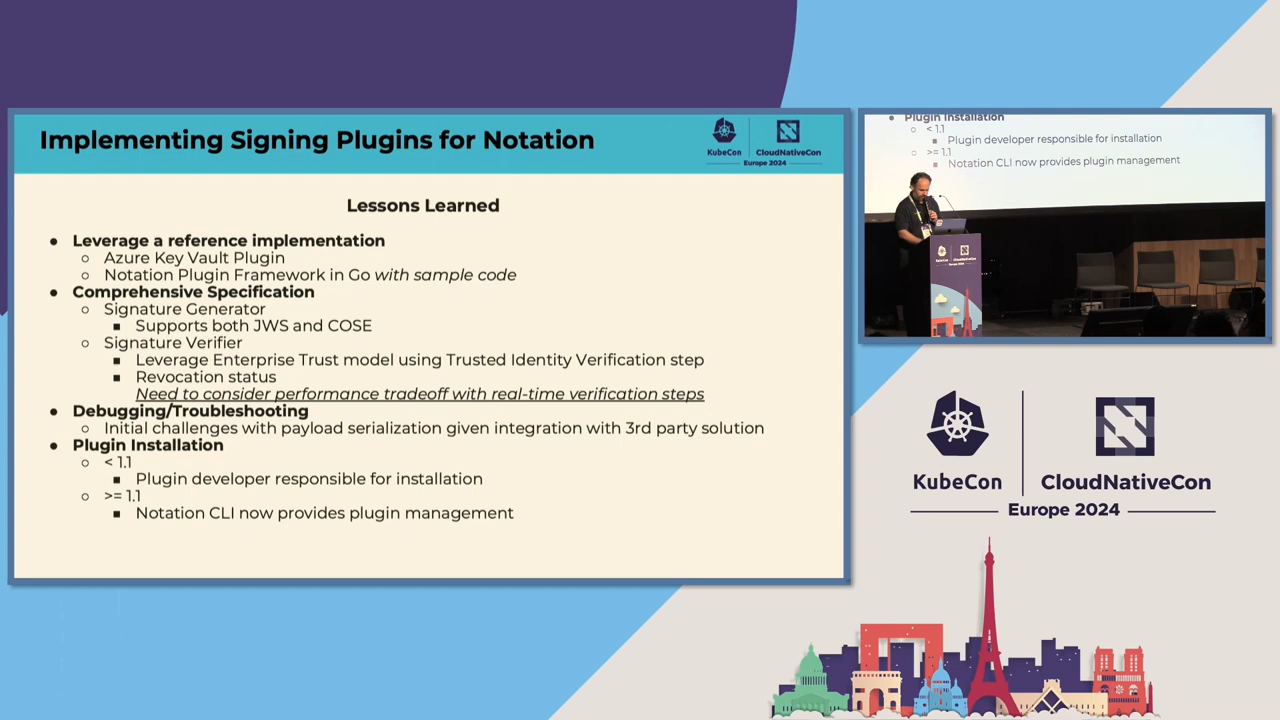 Implementing Signing Plugins for Notation
KubeCon
CloudNativeCon
Europe 2024
Lessons Learned
● Leverage a reference implementation
○ Azure Key Vault Plugin
○ Notation Plugin Framework in Go with sample code
● Comprehensive Specification
○ Signature Generator
■ Supports both JWS and COSE
○ Signature Verifier
■ Leverage Enterprise Trust model using Trusted Identity Verification step
■ Revocation status
Need to consider performance tradeoff with real-time verification steps
● Debugging/Troubleshooting
○ Initial challenges with payload serialization given integration with 3rd party solution
● Plugin Installation
○ < 1.1
■ Plugin developer responsible for installation
○ >= 1.1
■ Notation CLI now provides plugin management
● Plugin Installation
○ < 1.1
■ Plugin developer responsible for installation
○ >= 1.1
■ Notation CLI now provides plugin management
KubeCon
CloudNativeCon
Europe 2024